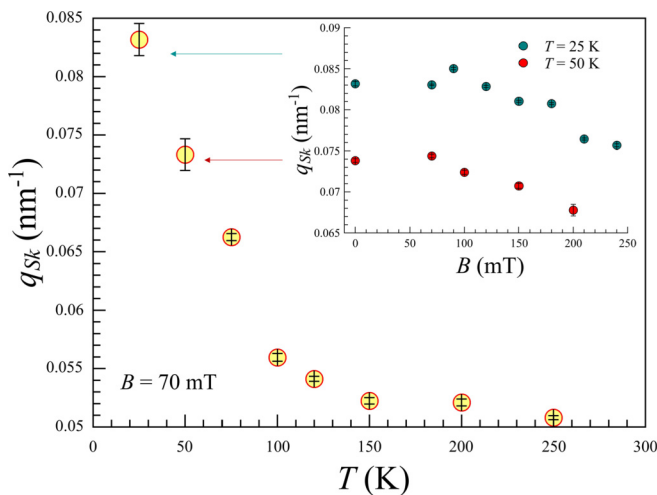 0.085
0.08
0.075
0.07
0.065
0.06
0.055
0.05
q_Sk (nm⁻¹)
0 50 100 150 200 250 300
T (K)
B = 70 mT
T = 25 K
T = 50 K
0.09
0.085
0.08
0.075
0.07
0.065
q_Sk (nm⁻¹)
0 50 100 150 200 250
B (mT)